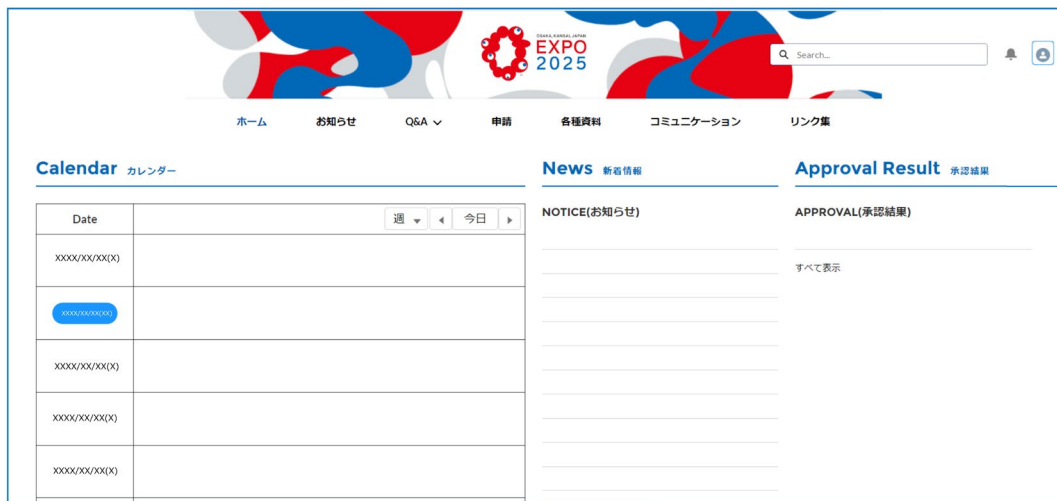 OSAKA, KANSAI, JAPAN
EXPO
2025
Search...
ホーム お知らせ Q&A 申請 各種資料 コミュニケーション リンク集
Calendar カレンダー
News 新着情報
Approval Result 承認結果
Date 週 今日
NOTICE(お知らせ)
APPROVAL(承認結果)
XXXX/XX/XX(X)
すべて表示
XXXX/XX/XX(XX)
XXXX/XX/XX(X)
XXXX/XX/XX(X)
XXXX/XX/XX(X)